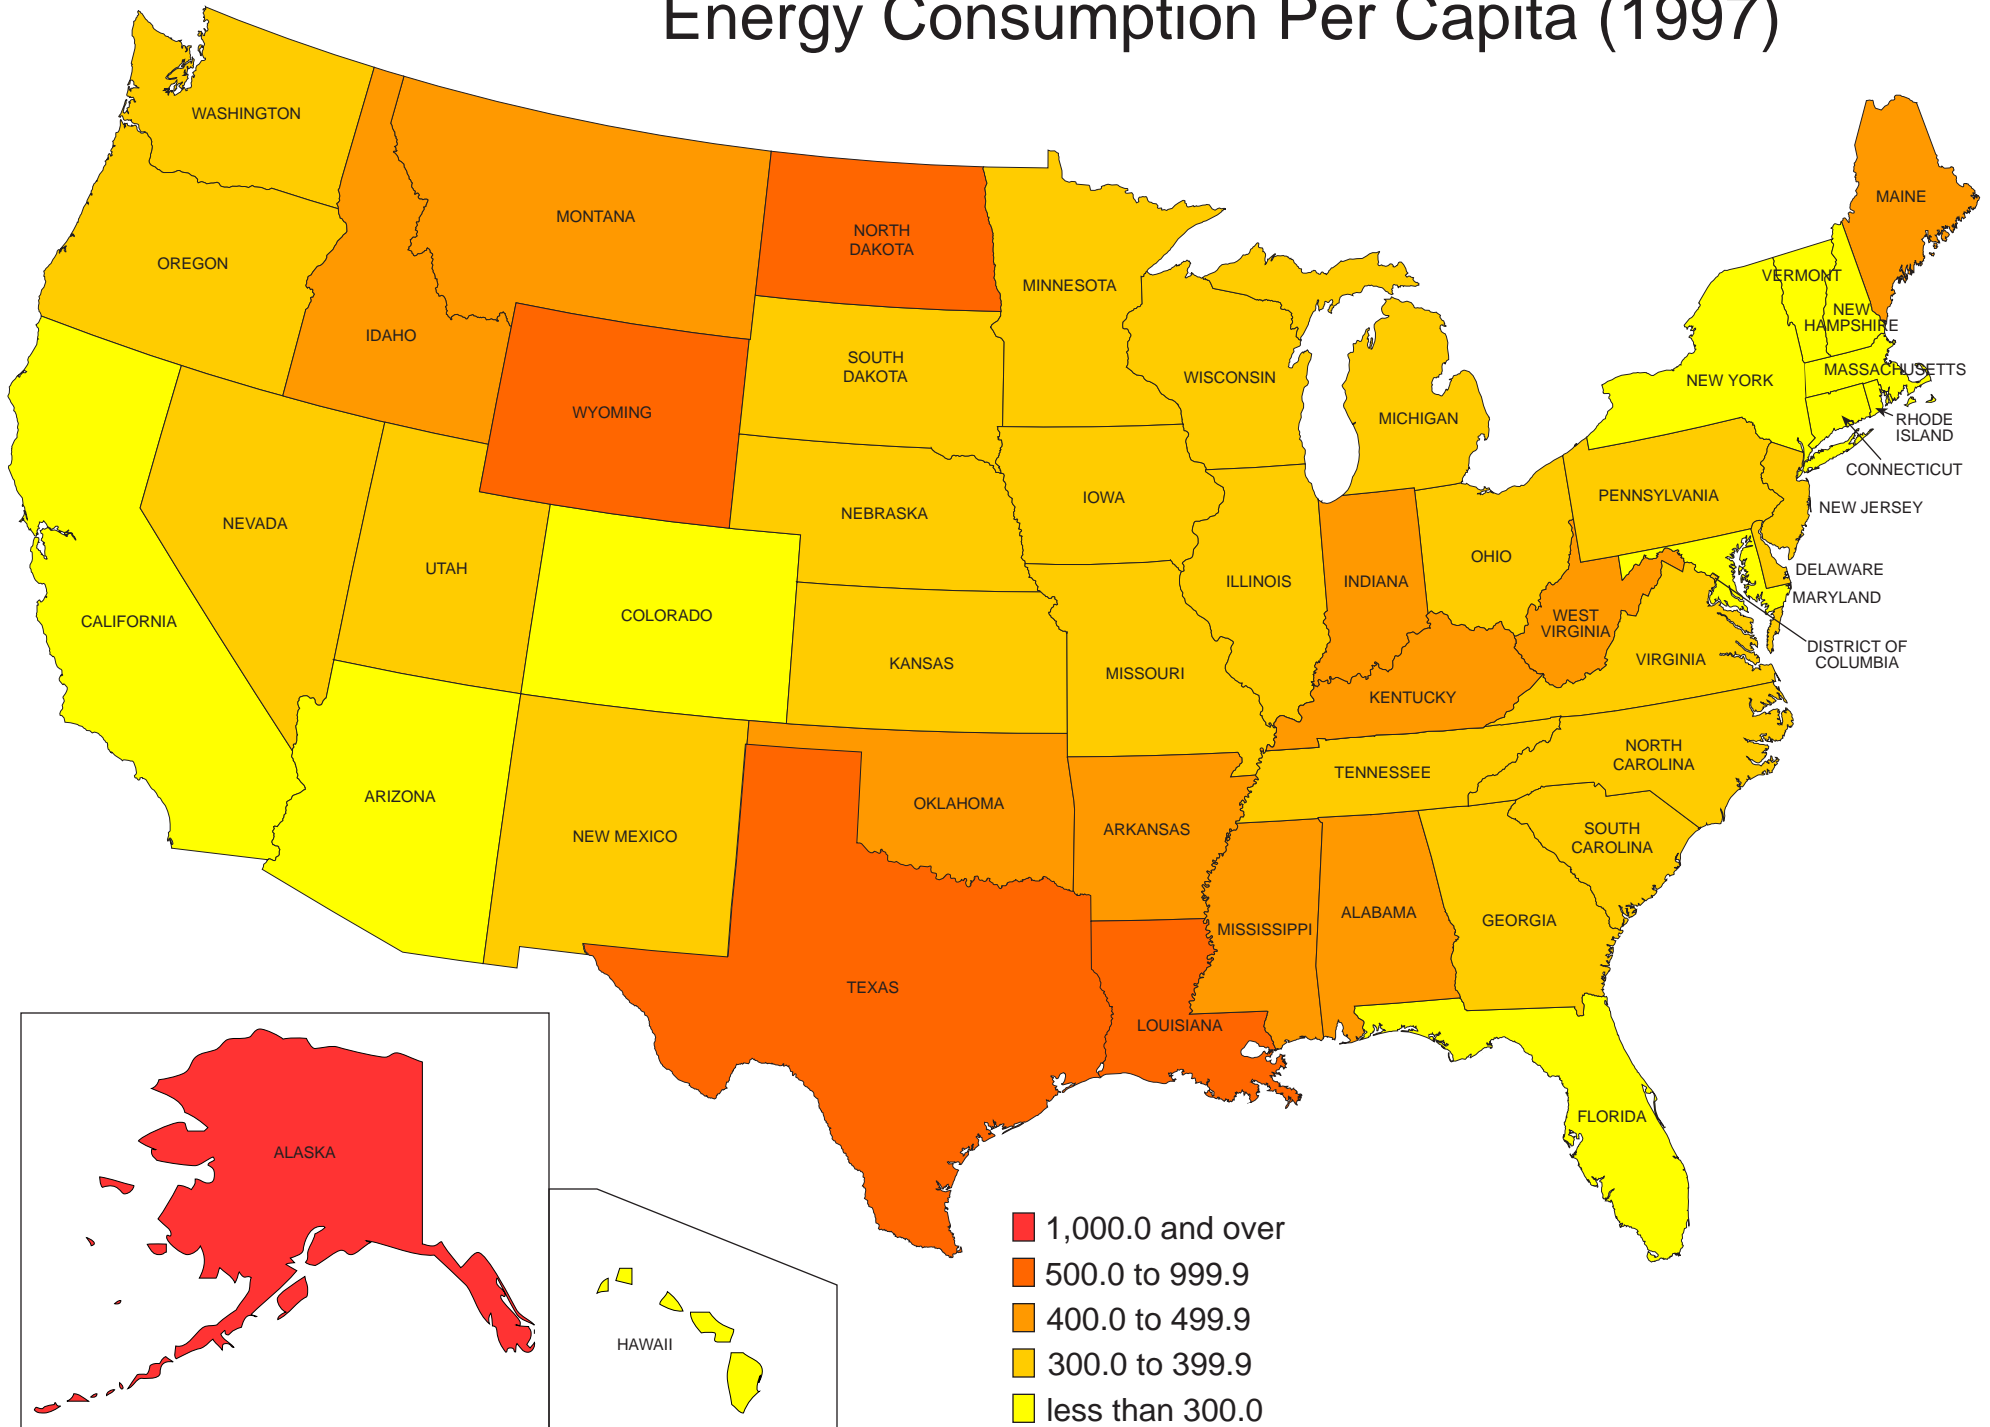 Energy Consumption Per Capita (1997)
WASHINGTON
OREGON
IDAHO
MONTANA
NORTH
DAKOTA
MINNESOTA
MAINE
VERMONT
NEW
HAMPSHIRE
MASSACHUSETTS
NEW YORK
RHODE
ISLAND
CONNECTICUT
WYOMING
SOUTH
DAKOTA
WISCONSIN
MICHIGAN
NEVADA
UTAH
COLORADO
NEBRASKA
IOWA
ILLINOIS
INDIANA
OHIO
PENNSYLVANIA
NEW JERSEY
DELAWARE
MARYLAND
DISTRICT OF
COLUMBIA
CALIFORNIA
KANSAS
MISSOURI
KENTUCKY
WEST
VIRGINIA
VIRGINIA
ARIZONA
NEW MEXICO
OKLAHOMA
ARKANSAS
TENNESSEE
NORTH
CAROLINA
SOUTH
CAROLINA
TEXAS
LOUISIANA
MISSISSIPPI
ALABAMA
GEORGIA
FLORIDA
ALASKA
HAWAII
1,000.0 and over
500.0 to 999.9
400.0 to 499.9
300.0 to 399.9
less than 300.0